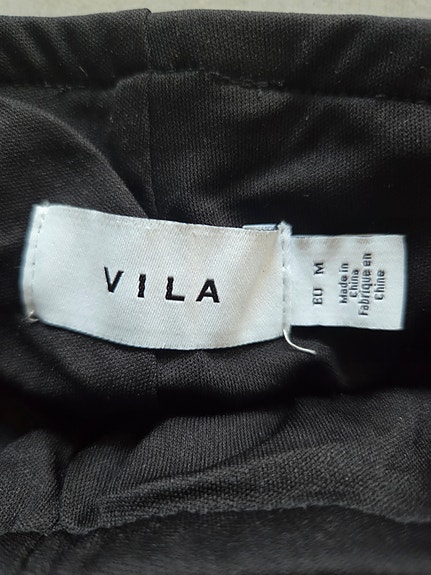 VILA
EU M
Made in
China
Fabriqué en
Chine